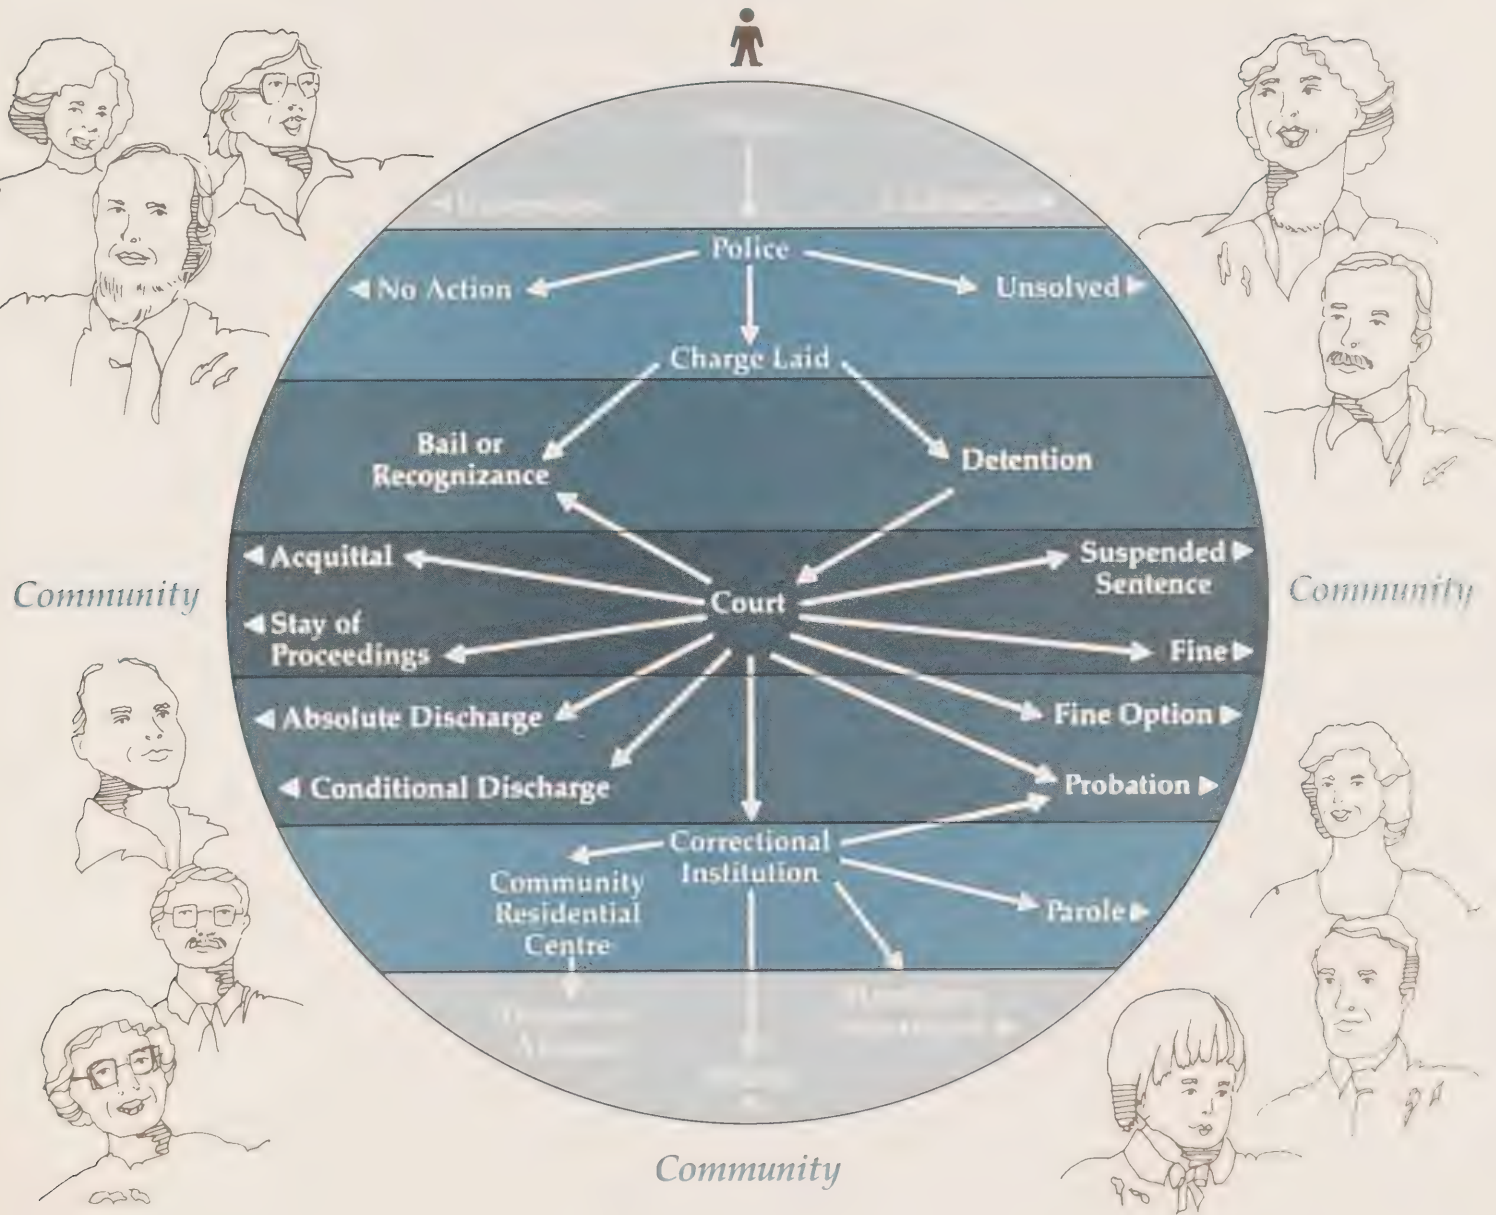 Police
No Action
Unsolved
Charge Laid
Bail or
Recognizance
Detention
Acquittal
Suspended
Sentence
Community
Court
Community
Stay of
Proceedings
Fine
Absolute Discharge
Fine Option
Conditional Discharge
Probation
Correctional
Institution
Community
Residential
Centre
Parole
Community